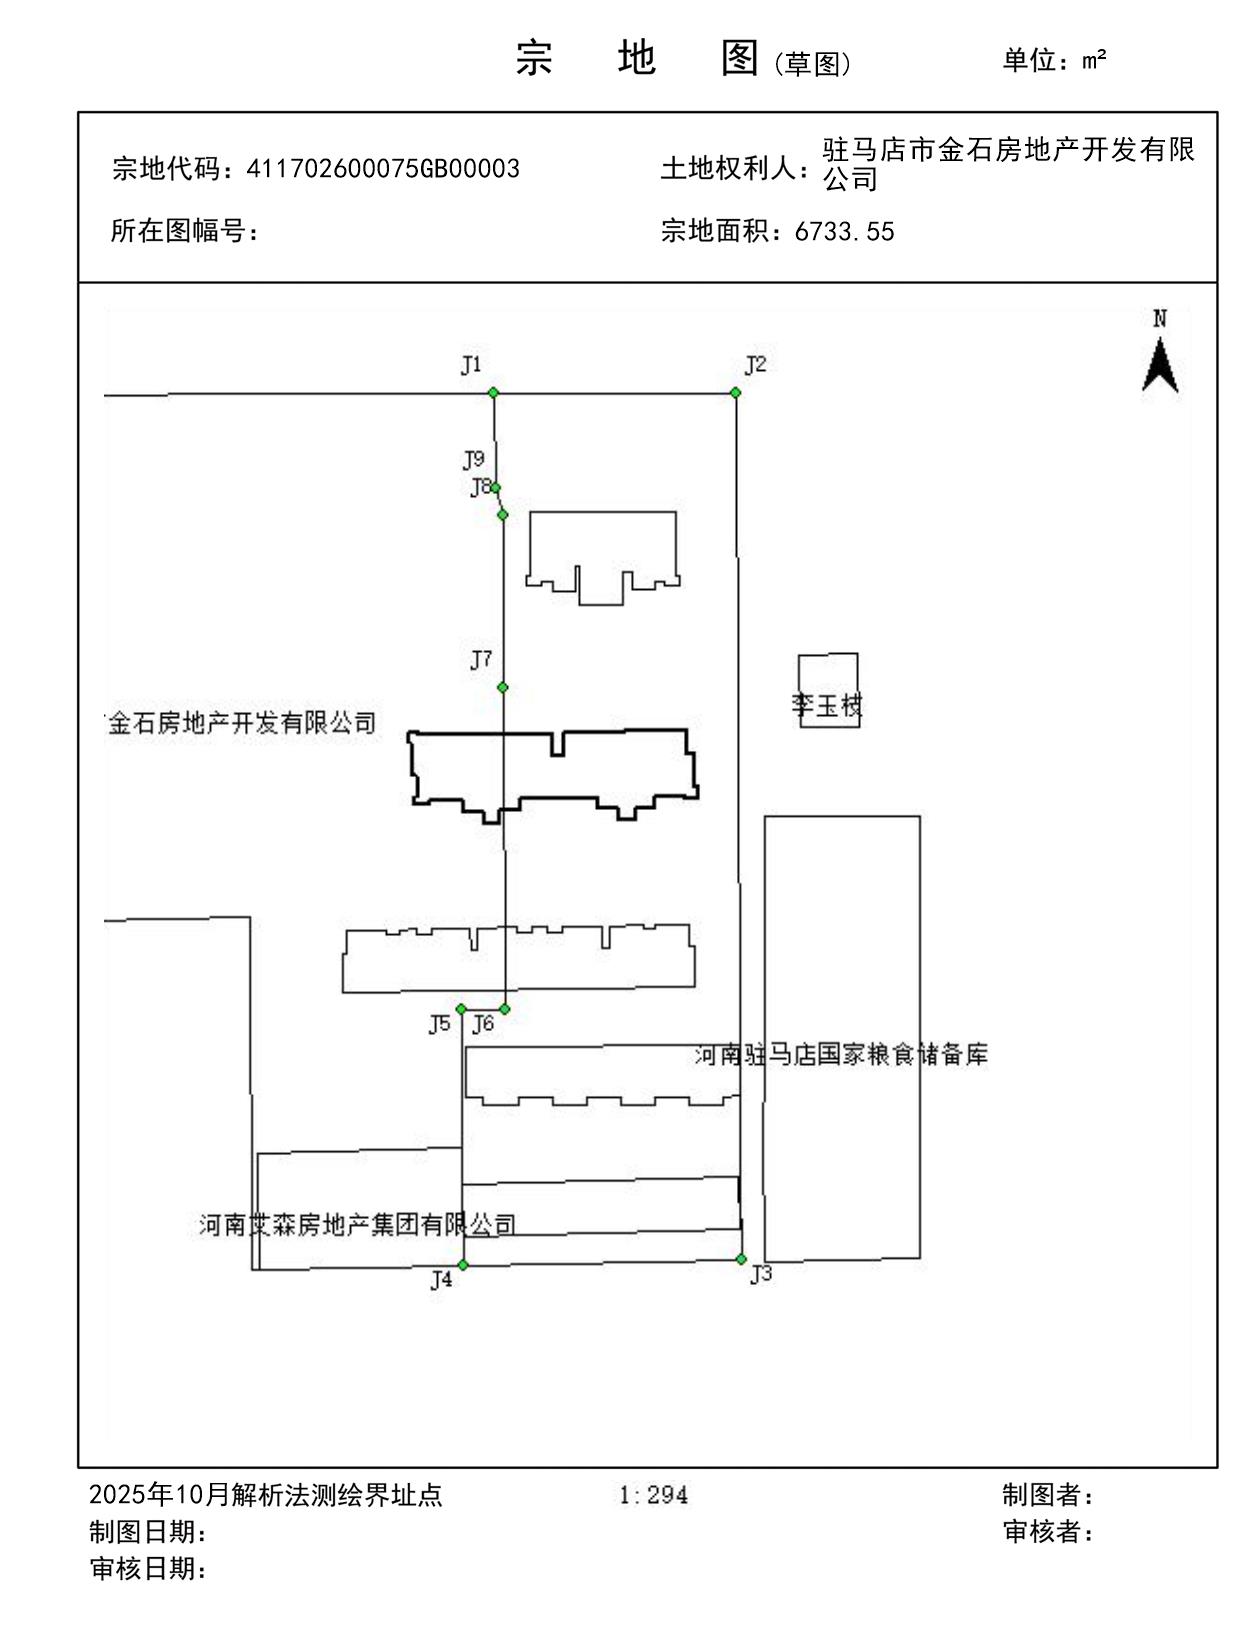 宗 地 图(草图) 单位：m²
宗地代码：411702600075GB00003
土地权利人：驻马店市金石房地产开发有限
公司
所在图幅号：
宗地面积：6733.55
N
J1
J2
J9
J8
J7
李玉枝
金石房地产开发有限公司
J5
J6
河南驻马店国家粮食储备库
河南艾森房地产集团有限公司
J4
J3
2025年10月解析法测绘界址点
1:294
制图者：
制图日期：
审核者：
审核日期：